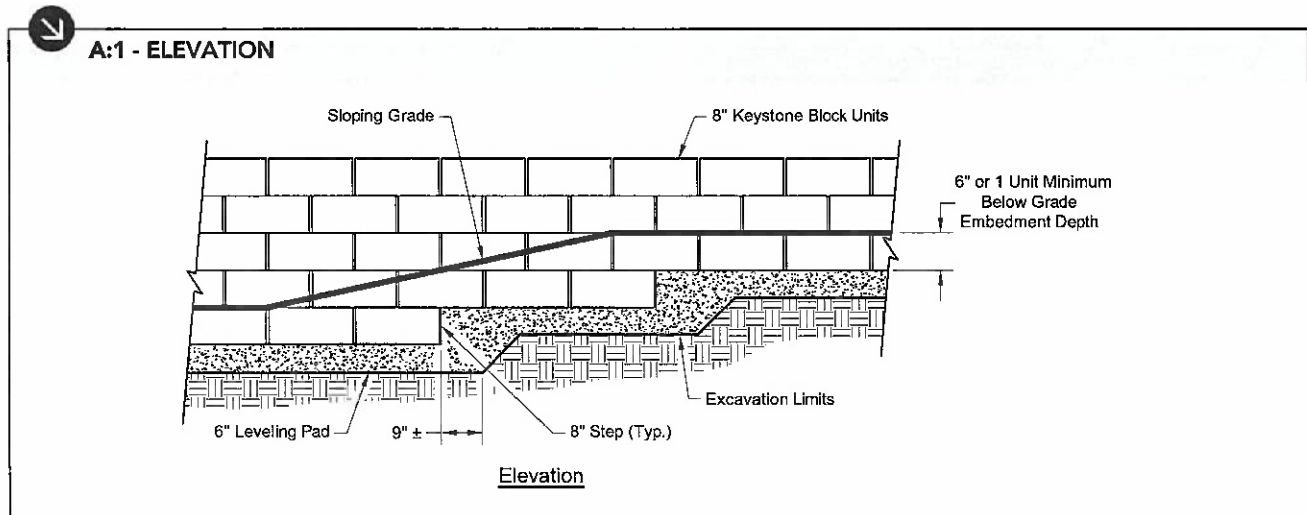 A:1 - ELEVATION
Sloping Grade
8" Keystone Block Units
6" or 1 Unit Minimum
Below Grade
Embedment Depth
Excavation Limits
6" Leveling Pad
9" ±
8" Step (Typ.)
Elevation